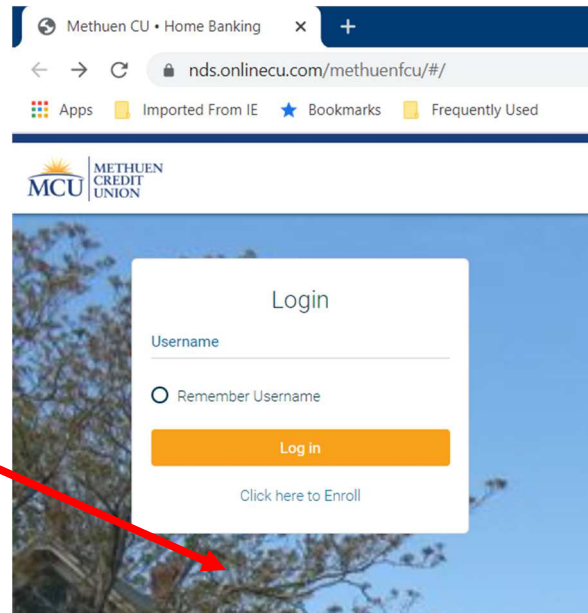 Methuen CU • Home Banking
nds.onlinecu.com/methuenfcu/#/
Apps Imported From IE Bookmarks Frequently Used
MCU
METHUEN
CREDIT
UNION
Login
Username
Remember Username
Log in
Click here to Enroll